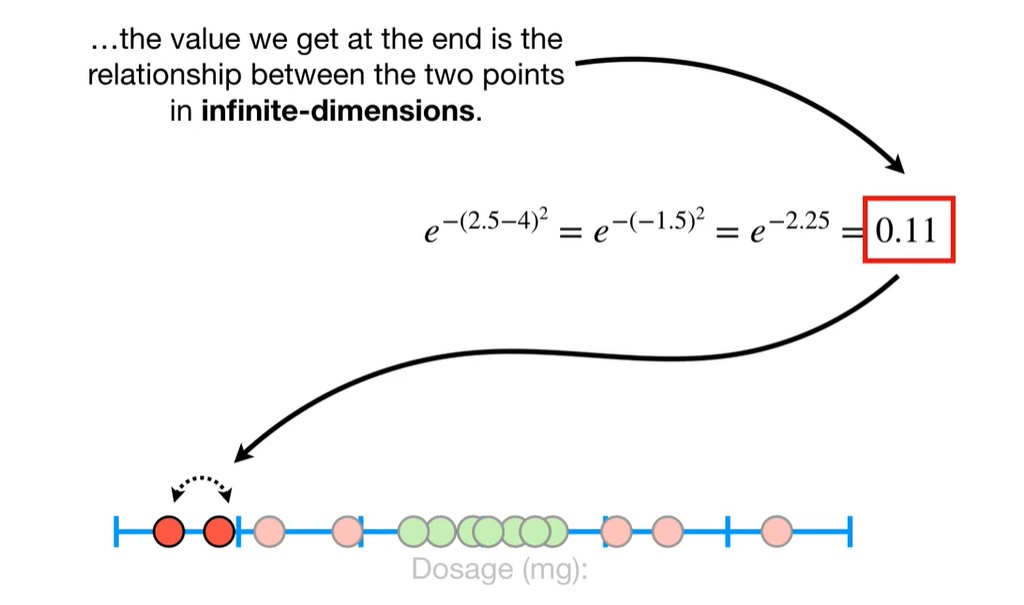 ...the value we get at the end is the
relationship between the two points
in infinite-dimensions.
e^−(2.5−4)² = e^−(−1.5)² = e^−2.25 = 0.11
Dosage (mg):